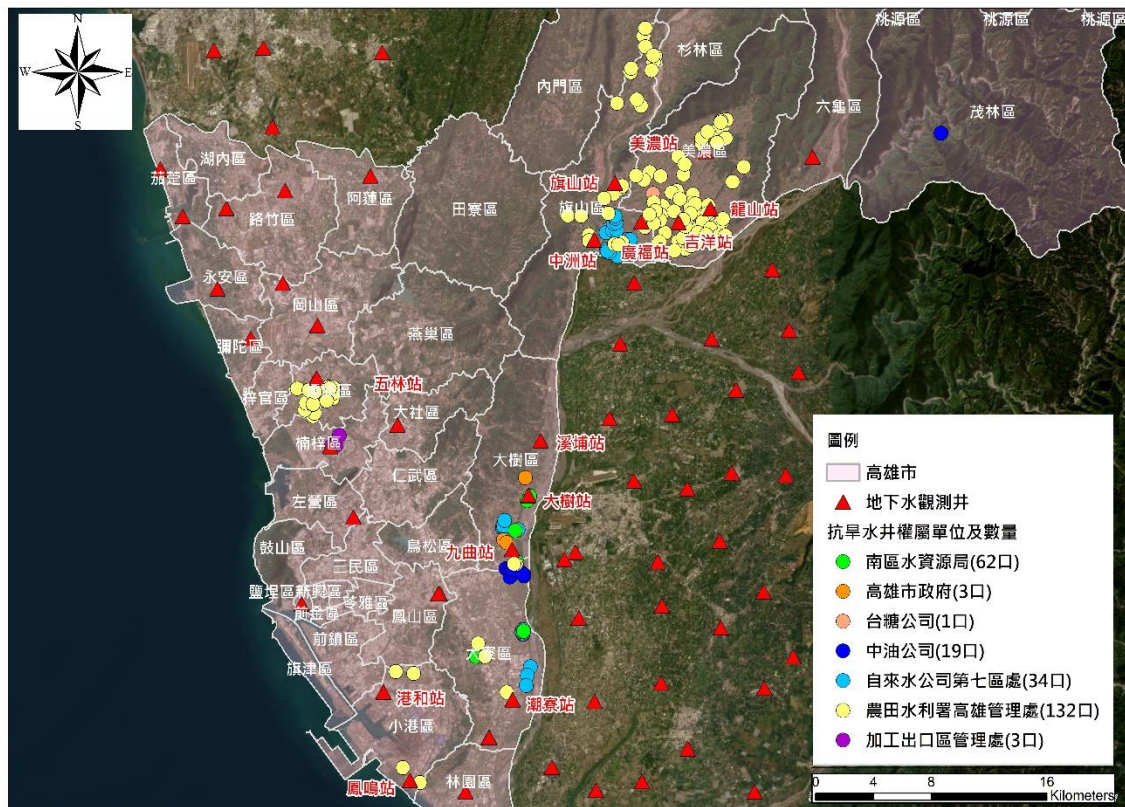 N
W
E
S
桃源區
桃源區
桃源區
杉林區
內門區
六龜區
茂林區
美濃站
美濃區
湖內區
茄萣區
阿蓮區
路竹區
田寮區
旗山站
旗山區
龍山站
吉洋站
廣福站
中洲站
永安區
岡山區
燕巢區
彌陀區
五林站
梓官區
大社區
楠梓區
大樹區
溪埔站
仁武區
大樹站
左營區
鳥松區
九曲站
鼓山區
三民區
鹽埕區
新興區
前金區
苓雅區
鳳山區
前鎮區
大寮區
旗津區
港和站
潮寮站
小港區
鳳鳴站
林園區
圖例
高雄市
地下水觀測井
抗旱水井權屬單位及數量
南區水資源局(62口)
高雄市政府(3口)
台糖公司(1口)
中油公司(19口)
自來水公司第七區處(34口)
農田水利署高雄管理處(132口)
加工出口區管理處(3口)
0 4 8 16
Kilometers